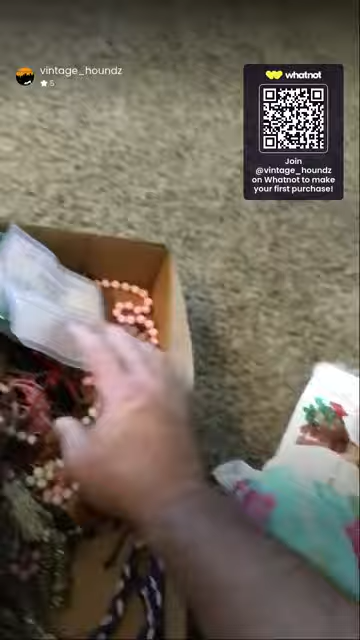 vintage_houndz
5
whatnot
Join
@vintage_houndz
on Whatnot to make
your first purchase!